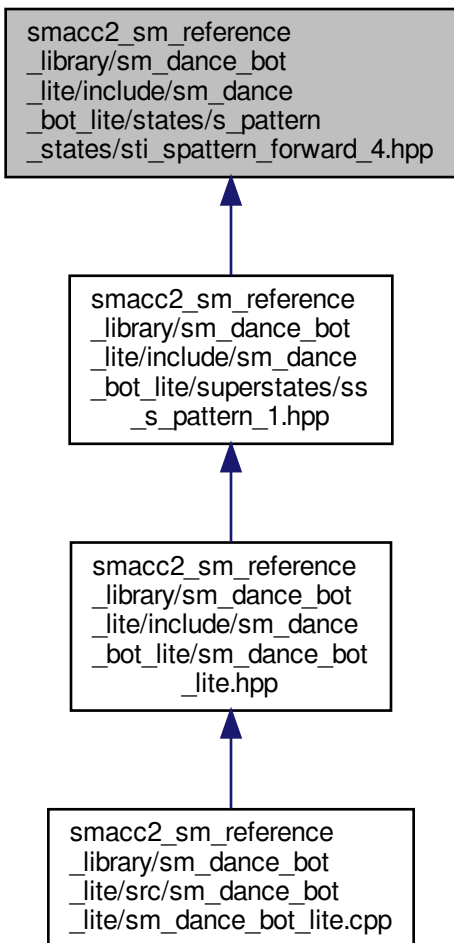 smacc2_sm_reference
_library/sm_dance_bot
_lite/include/sm_dance
_bot_lite/states/s_pattern
_states/sti_spattern_forward_4.hpp
smacc2_sm_reference
_library/sm_dance_bot
_lite/include/sm_dance
_bot_lite/superstates/ss
_s_pattern_1.hpp
smacc2_sm_reference
_library/sm_dance_bot
_lite/include/sm_dance
_bot_lite/sm_dance_bot
_lite.hpp
smacc2_sm_reference
_library/sm_dance_bot
_lite/src/sm_dance_bot
_lite/sm_dance_bot_lite.cpp